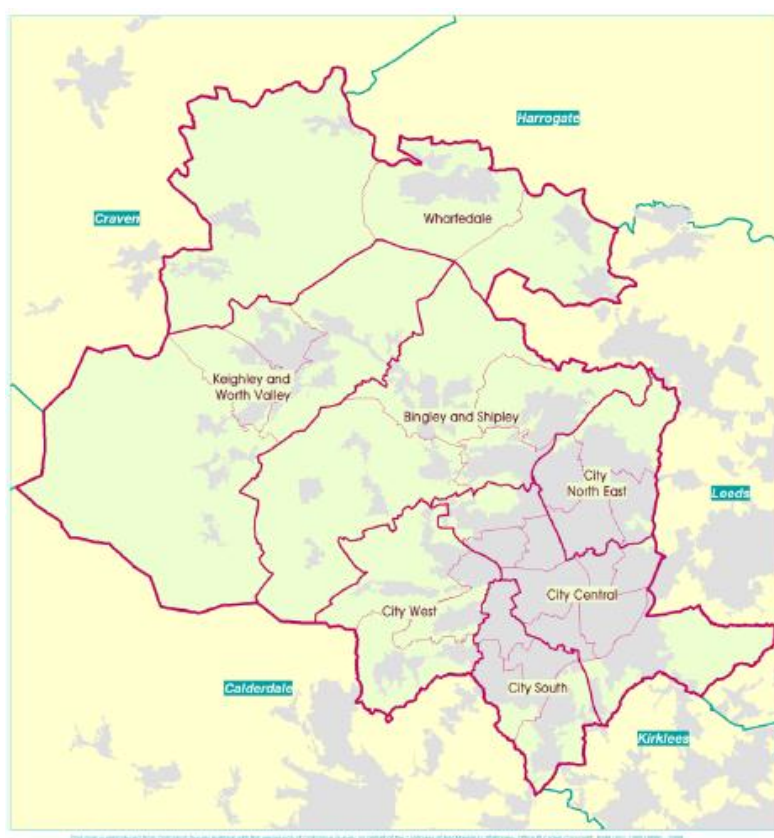 Harrogate
Craven
Wharfedale
Keighley and
Worth Valley
Bingley and Shipley
City
North East
Leeds
City Central
City West
City South
Calderdale
Kirklees